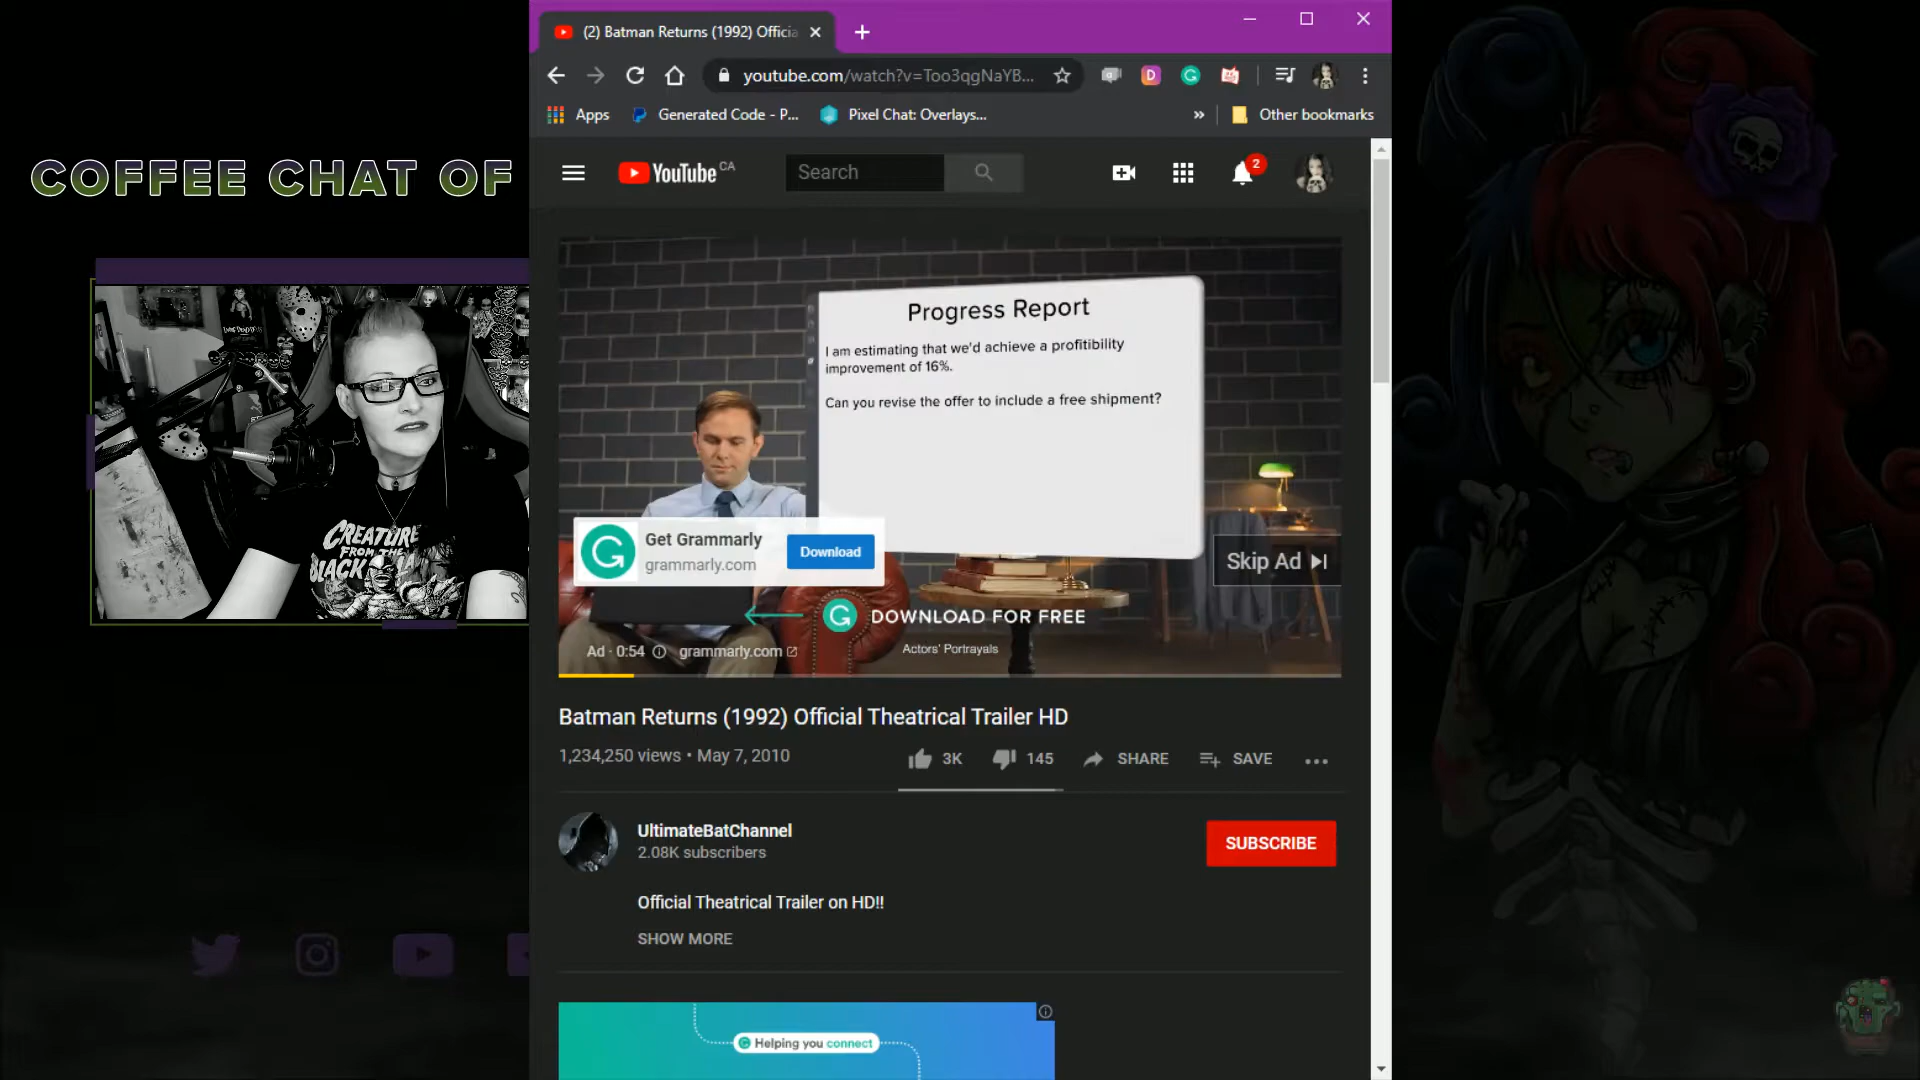 (2) Batman Returns (1992) Officia
youtube.com/watch?v=Too3qgNaYB...
Apps
Generated Code - P...
Pixel Chat: Overlays...
»
Other bookmarks
COFFEE CHAT OF
YouTube CA
Search
2
Progress Report
I am estimating that we'd achieve a profitibility
improvement of 16%.
Can you revise the offer to include a free shipment?
CREATURE
FROM THE
BLACK
Get Grammarly
grammarly.com
Download
Skip Ad
DOWNLOAD FOR FREE
Ad · 0:54
grammarly.com
Actors' Portrayals
Batman Returns (1992) Official Theatrical Trailer HD
1,234,250 views • May 7, 2010
3K
145
SHARE
SAVE
UltimateBatChannel
2.08K subscribers
SUBSCRIBE
Official Theatrical Trailer on HD!!
SHOW MORE
Helping you connect